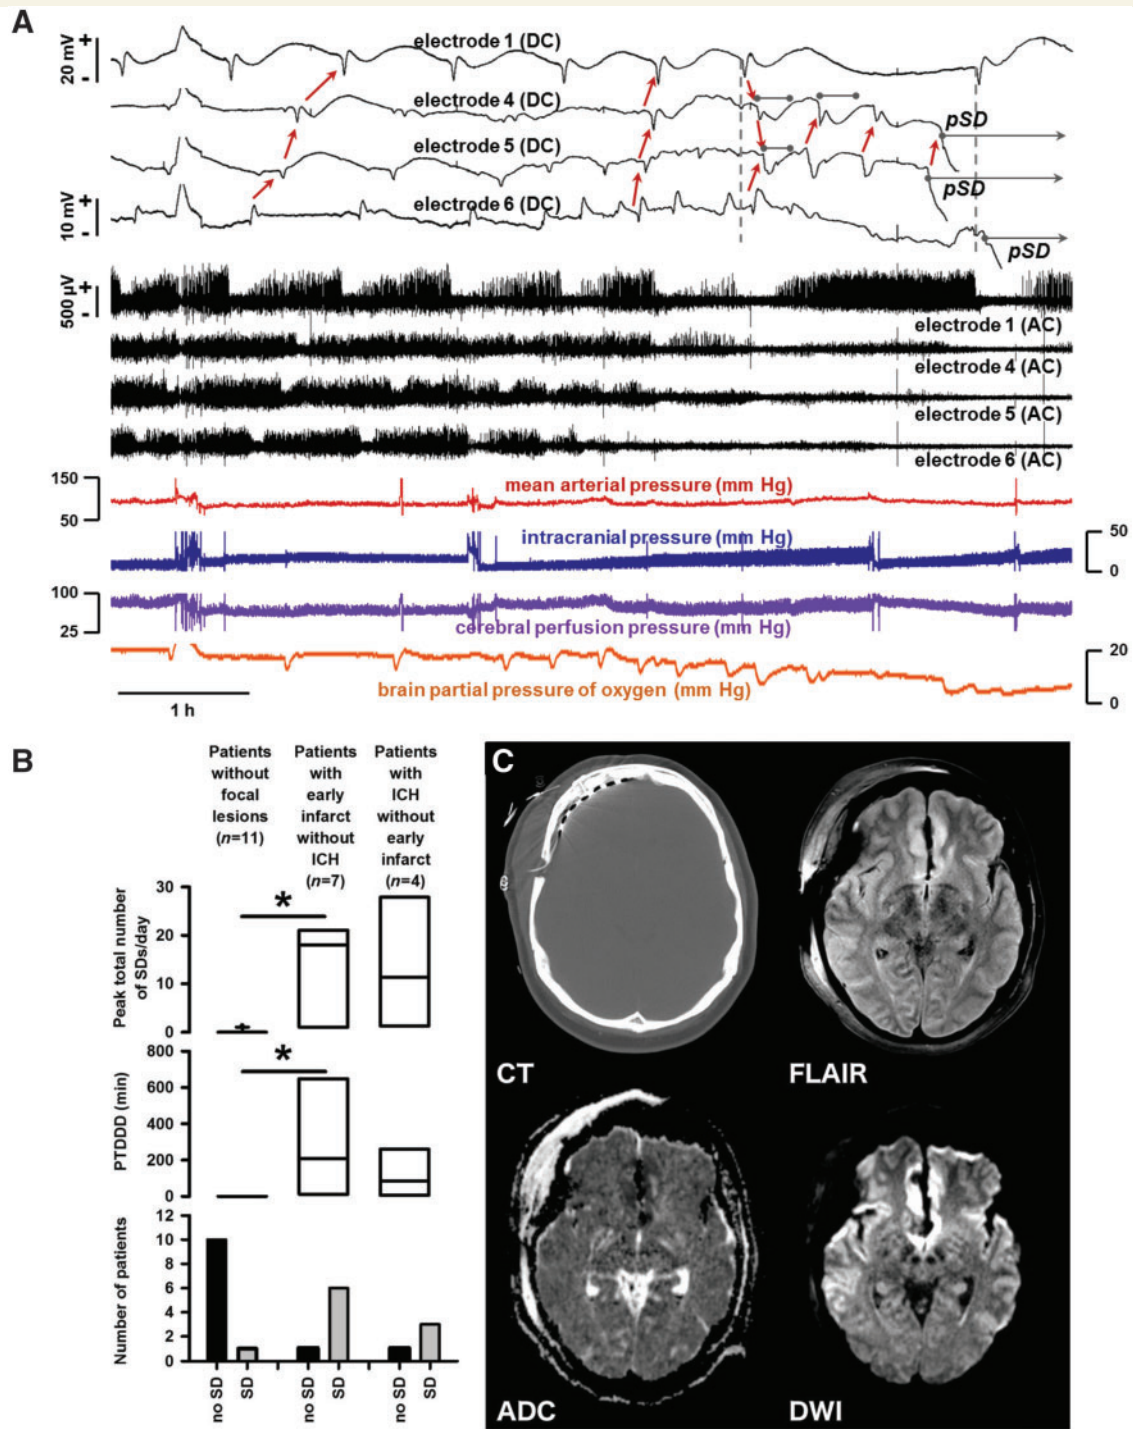 A
electrode 1 (DC)
20 mV
+
-
electrode 4 (DC)
pSD
electrode 5 (DC)
pSD
electrode 6 (DC)
10 mV
+
-
pSD
500 µV
+
-
electrode 1 (AC)
electrode 4 (AC)
electrode 5 (AC)
electrode 6 (AC)
150
50
mean arterial pressure (mm Hg)
intracranial pressure (mm Hg)
50
0
100
25
cerebral perfusion pressure (mm Hg)
20
0
brain partial pressure of oxygen (mm Hg)
1 h
B
Patients
without
focal
lesions
(n=11)
Patients
with
early
infarct
without
ICH
(n=7)
Patients
with
ICH
without
early
infarct
(n=4)
Peak total number
of SDs/day
30
20
10
0
*
PTDDD (min)
800
600
400
200
0
*
Number of patients
12
10
8
6
4
2
0
no SD
SD
no SD
SD
no SD
SD
C
CT
FLAIR
ADC
DWI